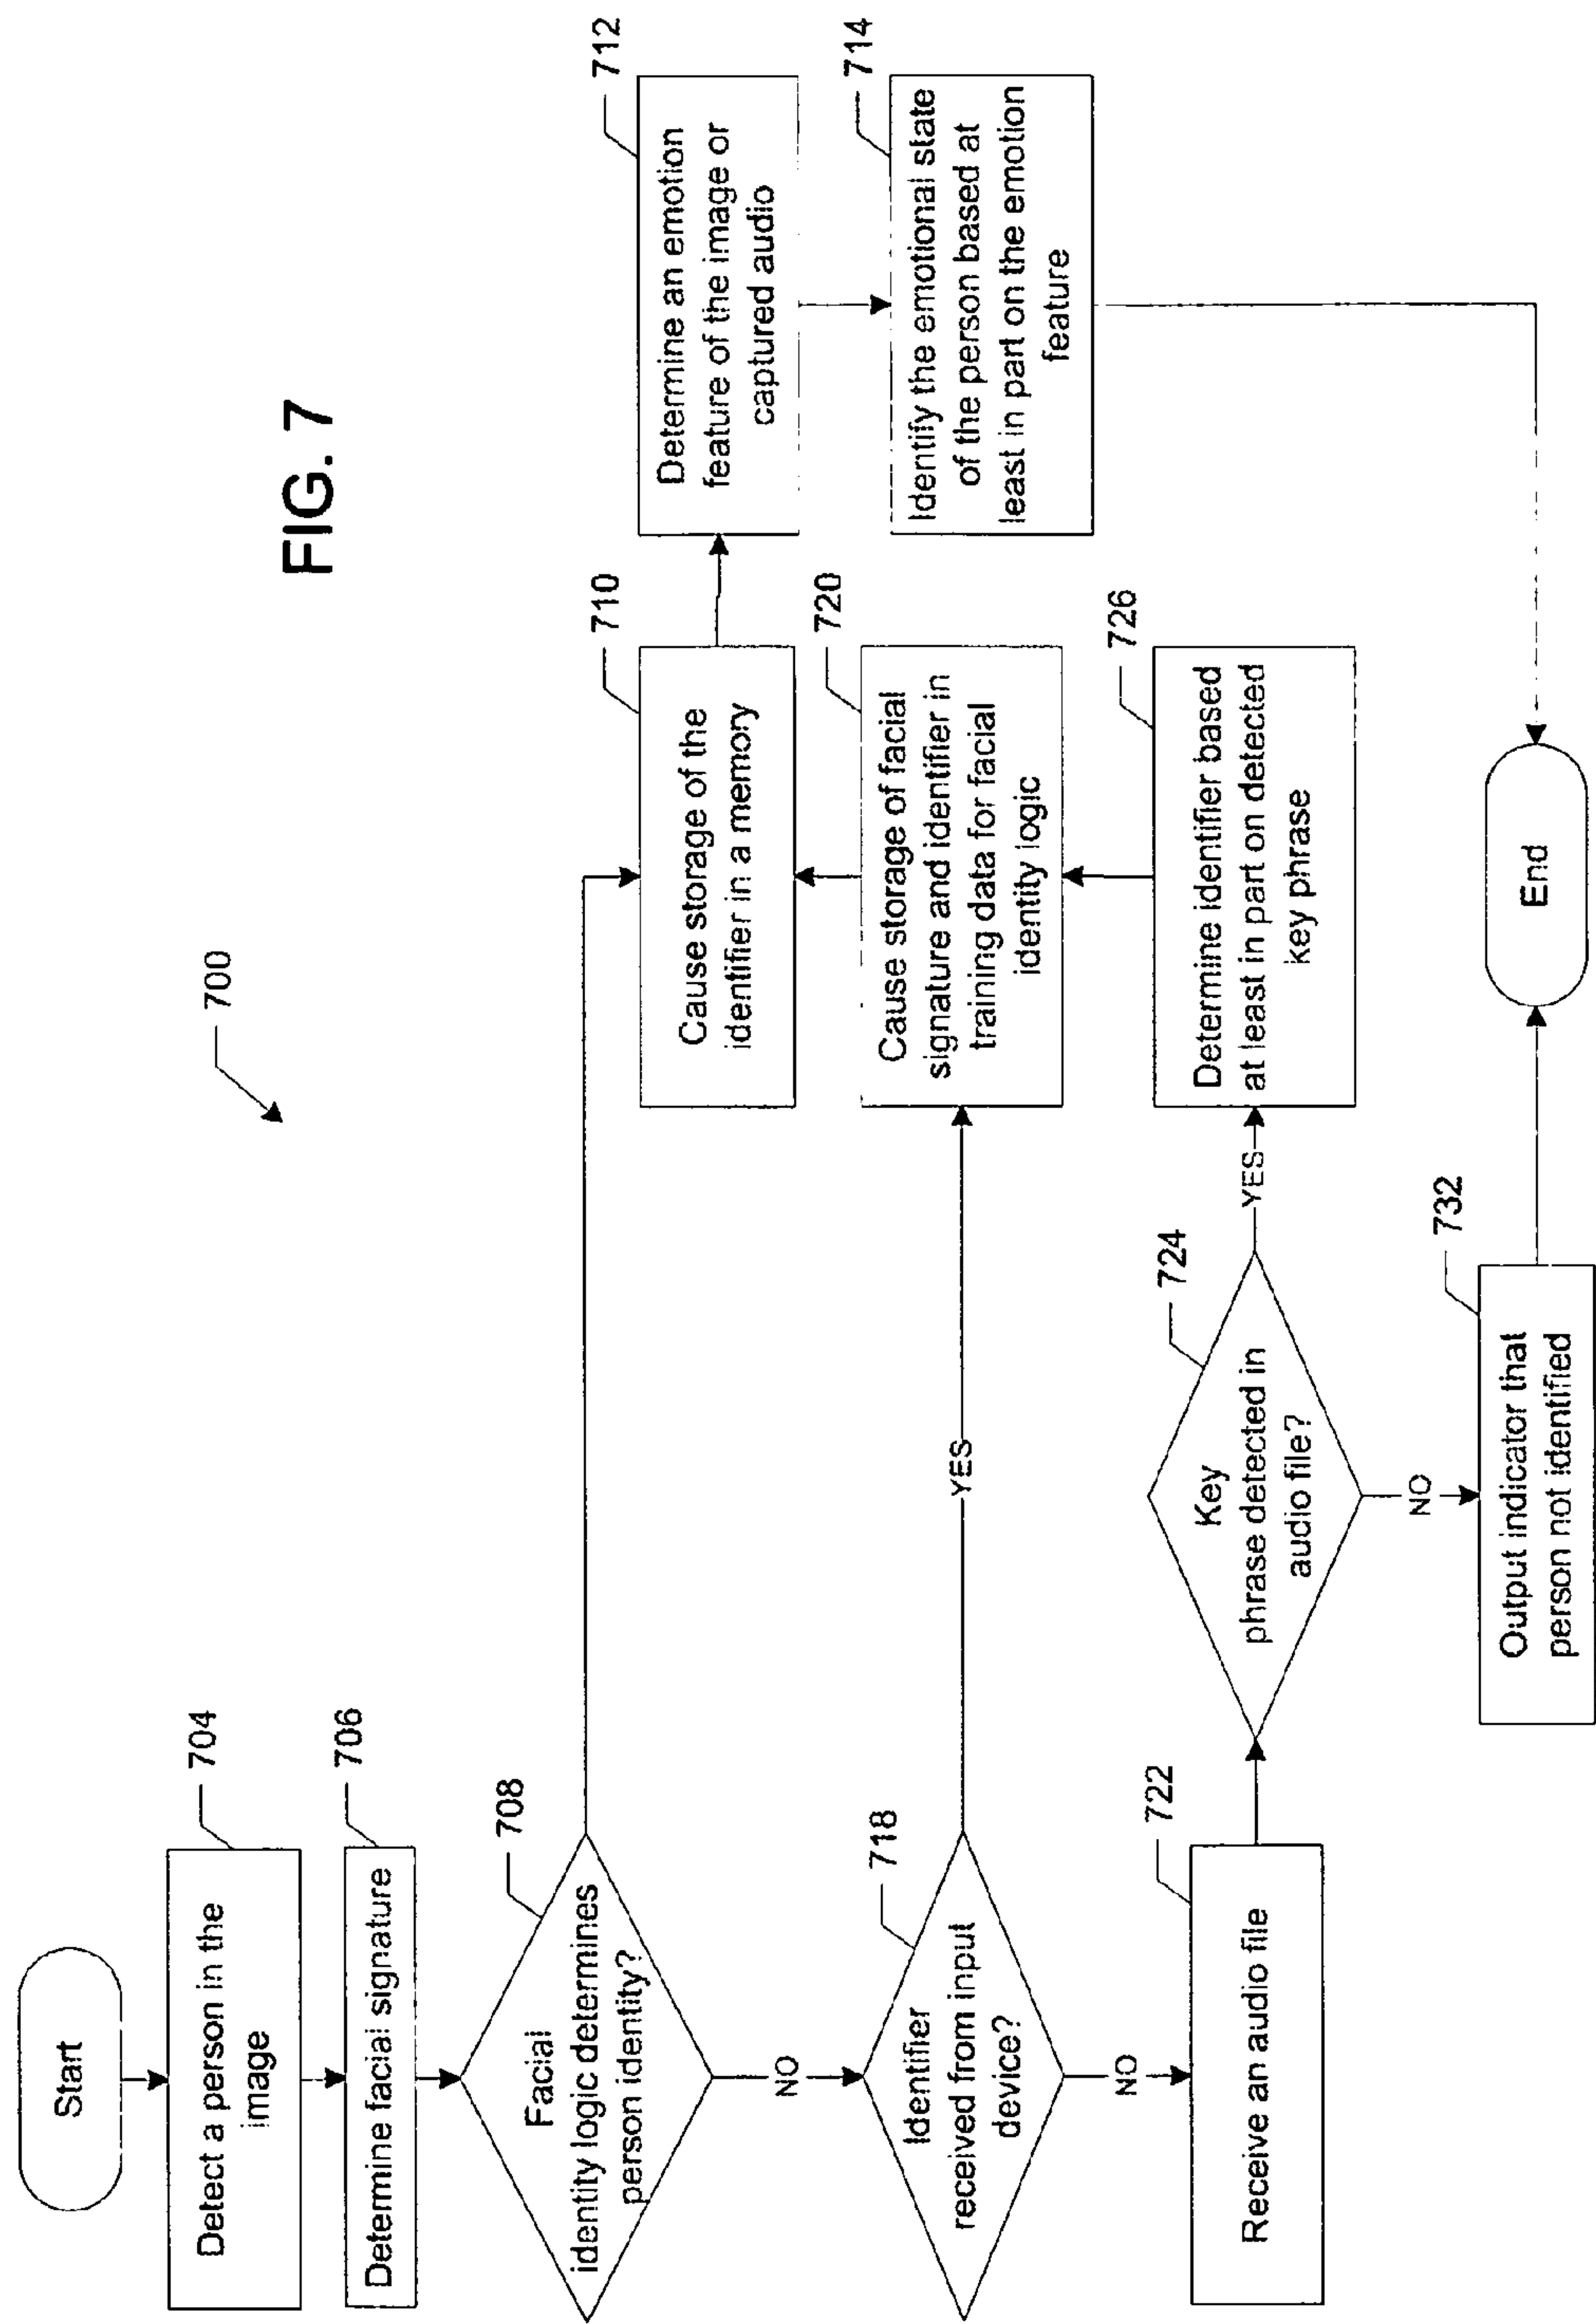 FIG. 7
700
Start
704
Detect a person in the
image
706
Determine facial signature
708
Facial
identity logic determines
person identity?
NO
710
Cause storage of the
identifier in a memory
712
Determine an emotion
feature of the image or
captured audio
714
Identify the emotional state
of the person based at
least in part on the emotion
feature
718
Identifier
received from input
device?
YES
NO
720
Cause storage of facial
signature and identifier in
training data for facial
identity logic
722
Receive an audio file
724
Key
phrase detected in
audio file?
YES
NO
726
Determine identifier based
at least in part on detected
key phrase
732
Output indicator that
person not identified
End